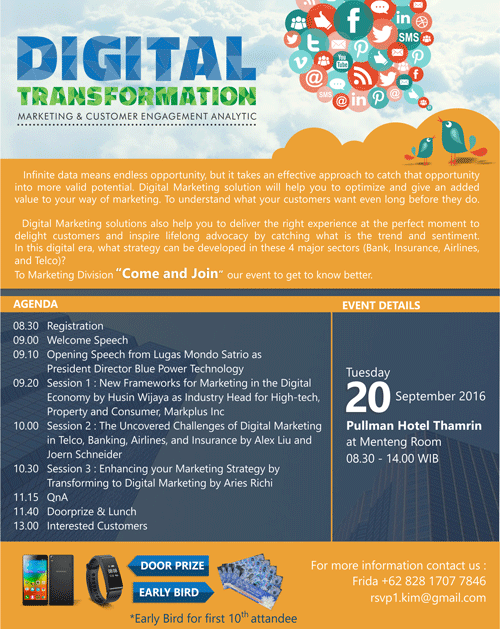 DIGITAL
TRANSFORMATION
MARKETING & CUSTOMER ENGAGEMENT ANALYTIC
SMS
You Tube
SMS
Infinite data means endless opportunity, but it takes an effective approach to catch that opportunity
into more valid potential. Digital Marketing solution will help you to optimize and give an added
value to your way of marketing. To understand what your customers want even long before they do.
Digital Marketing solutions also help you to deliver the right experience at the perfect moment to
delight customers and inspire lifelong advocacy by catching what is the trend and sentiment.
In this digital era, what strategy can be developed in these 4 major sectors (Bank, Insurance, Airlines,
and Telco)?
To Marketing Division "Come and Join" our event to get to know better.
AGENDA
08.30 Registration
09.00 Welcome Speech
09.10 Opening Speech from Lugas Mondo Satrio as
President Director Blue Power Technology
09.20 Session 1 : New Frameworks for Marketing in the Digital
Economy by Husin Wijaya as Industry Head for High-tech,
Property and Consumer, Markplus Inc
10.00 Session 2 : The Uncovered Challenges of Digital Marketing
in Telco, Banking, Airlines, and Insurance by Alex Liu and
Joern Schneider
10.30 Session 3 : Enhancing your Marketing Strategy by
Transforming to Digital Marketing by Aries Richi
11.15 QnA
11.40 Doorprize & Lunch
13.00 Interested Customers
EVENT DETAILS
Tuesday
20 September 2016
Pullman Hotel Thamrin
at Menteng Room
08.30 - 14.00 WIB
DOOR PRIZE
EARLY BIRD
*Early Bird for first 10th attandee
For more information contact us :
Frida +62 828 1707 7846
rsvp1.kim@gmail.com